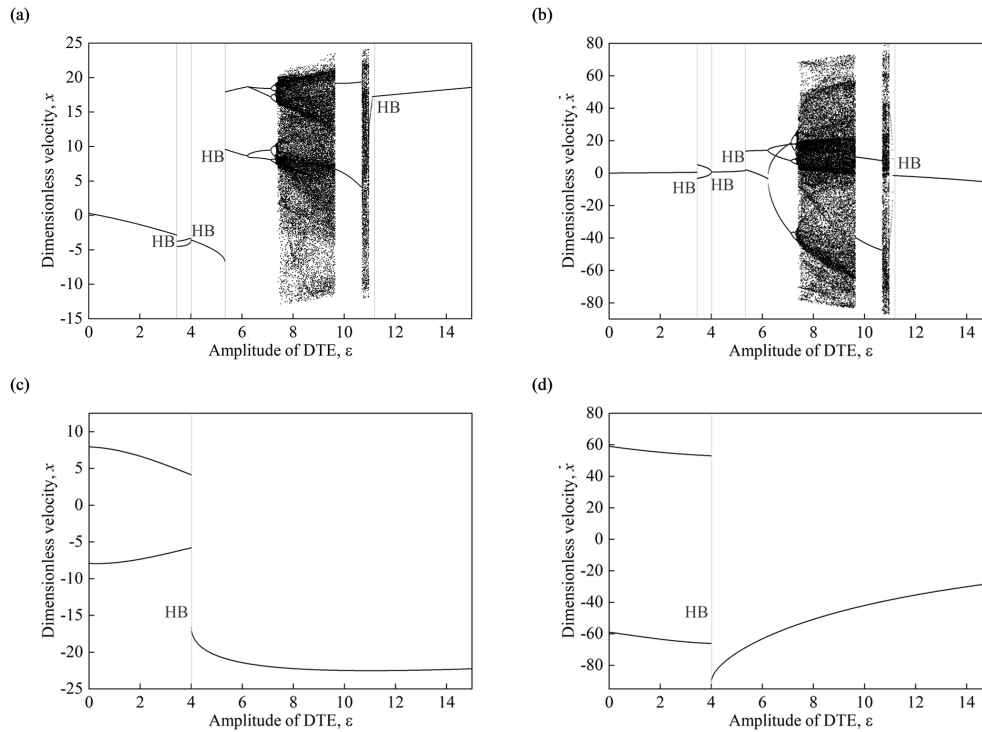 (a)
(b)
25
20
15
10
5
0
-5
-10
-15
Dimensionless velocity, x
HB
HB
HB
HB
0 2 4 6 8 10 12 14
Amplitude of DTE, ε
80
60
40
20
0
-20
-40
-60
-80
Dimensionless velocity, ẋ
HB
HB
HB
HB
0 2 4 6 8 10 12 14
Amplitude of DTE, ε
(c)
(d)
10
5
0
-5
-10
-15
-20
-25
Dimensionless velocity, x
HB
0 2 4 6 8 10 12 14
Amplitude of DTE, ε
80
60
40
20
0
-20
-40
-60
-80
Dimensionless velocity, ẋ
HB
0 2 4 6 8 10 12 14
Amplitude of DTE, ε